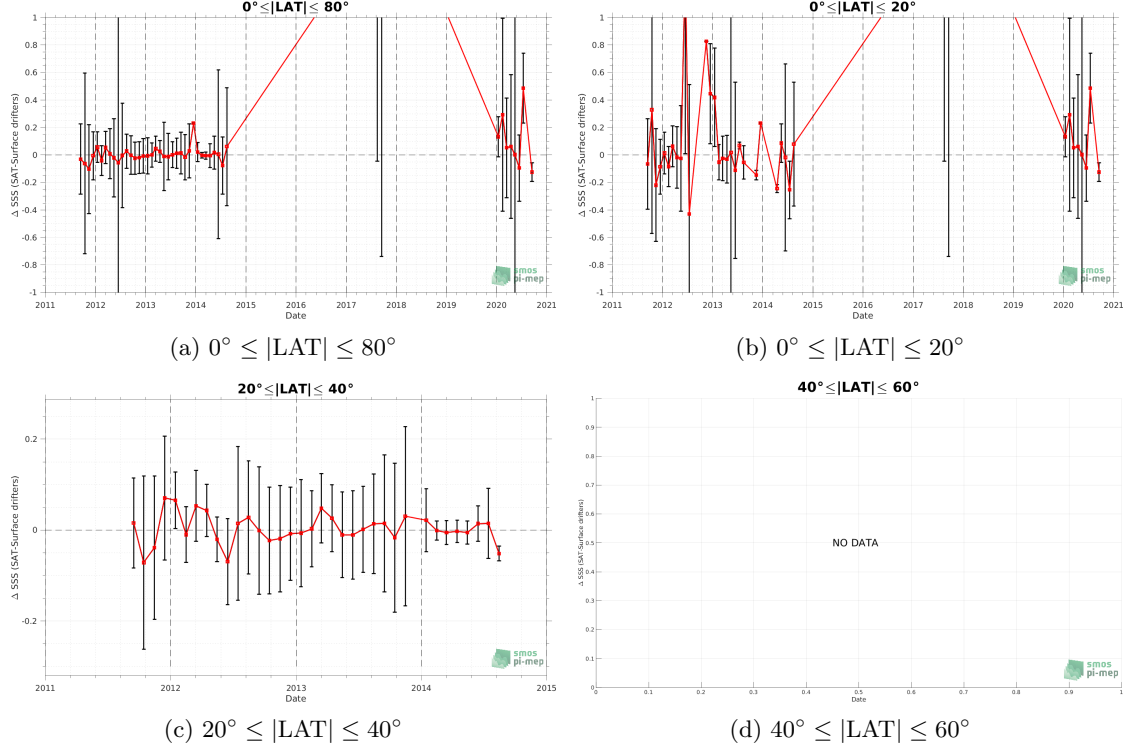 0°≤|LAT|≤ 80°
Δ SSS (SAT-Surface drifters)
1
0.8
0.6
0.4
0.2
0
-0.2
-0.4
-0.6
-0.8
-1
2011 2012 2013 2014 2015 2016 2017 2018 2019 2020 2021
Date
smos
pi-mep
(a) 0° ≤ |LAT| ≤ 80°
0°≤|LAT|≤ 20°
Δ SSS (SAT-Surface drifters)
1
0.8
0.6
0.4
0.2
0
-0.2
-0.4
-0.6
-0.8
-1
2011 2012 2013 2014 2015 2016 2017 2018 2019 2020 2021
Date
smos
pi-mep
(b) 0° ≤ |LAT| ≤ 20°
20°≤|LAT|≤ 40°
Δ SSS (SAT-Surface drifters)
0.2
0
-0.2
2011 2012 2013 2014 2015
Date
smos
pi-mep
(c) 20° ≤ |LAT| ≤ 40°
40°≤|LAT|≤ 60°
Δ SSS (SAT-Surface drifters)
1
0.9
0.8
0.7
0.6
0.5
0.4
0.3
0.2
0.1
0
NO DATA
0 0.1 0.2 0.3 0.4 0.5 0.6 0.7 0.8 0.9 1
Date
smos
pi-mep
(d) 40° ≤ |LAT| ≤ 60°